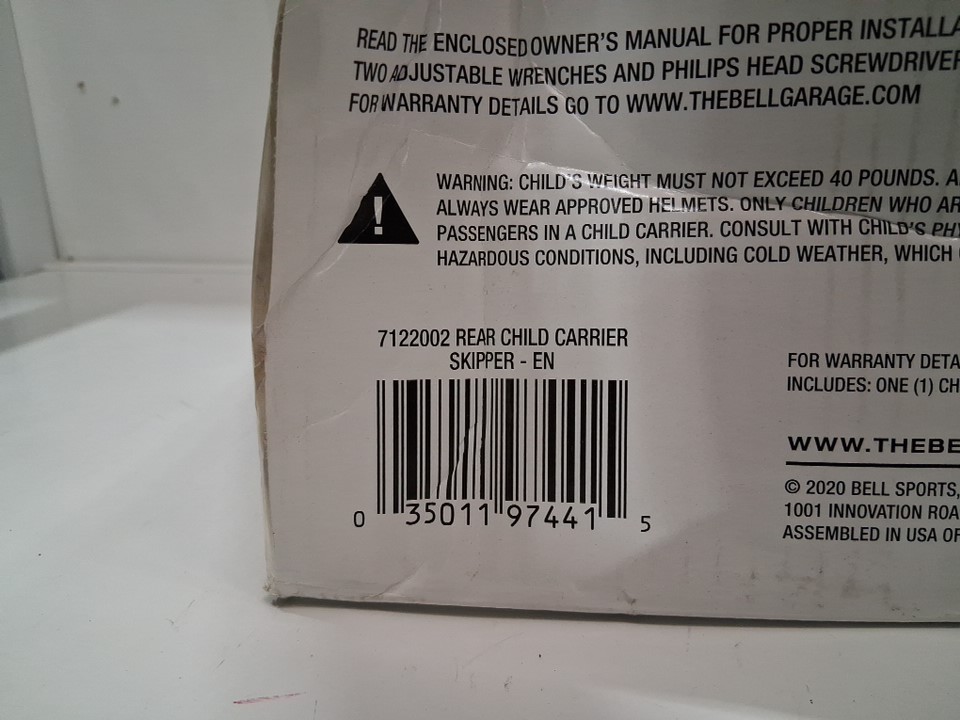 READ THE ENCLOSED OWNER'S MANUAL FOR PROPER
TWO ADJUSTABLE WRENCHES AND PHILIPS HEAD
FOR WARRANTY DETAILS GO TO WWW.THEBELLGARAGE.COM
WARNING: CHILD'S WEIGHT MUST NOT EXCEED 40 POUNDS.
ALWAYS WEAR APPROVED HELMETS. ONLY CHILDREN WHO
PASSENGERS IN A CHILD CARRIER. CONSULT WITH CHILD'S
HAZARDOUS CONDITIONS, INCLUDING COLD WEATHER, WHICH
7122002 REAR CHILD CARRIER
SKIPPER - EN
0 35011 97441 5
FOR WARRANTY
INCLUDES: ONE (1)
© 2020 BELL SPORTS,
1001 INNOVATION
ASSEMBLED IN USA